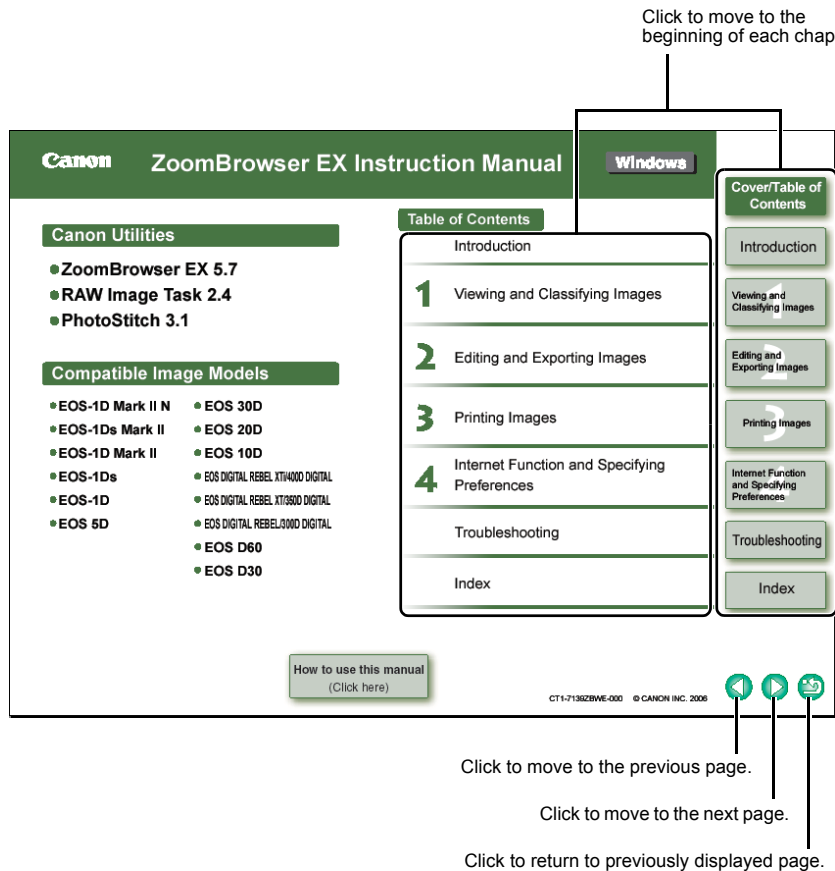 Click to move to the
beginning of each chap
Canon
ZoomBrowser EX Instruction Manual
Windows
Canon Utilities
ZoomBrowser EX 5.7
RAW Image Task 2.4
PhotoStitch 3.1
Compatible Image Models
EOS-1D Mark II N
EOS-1Ds Mark II
EOS-1D Mark II
EOS-1Ds
EOS-1D
EOS 5D
EOS 30D
EOS 20D
EOS 10D
EOS DIGITAL REBEL XTi/400D DIGITAL
EOS DIGITAL REBEL XT/350D DIGITAL
EOS DIGITAL REBEL/300D DIGITAL
EOS D60
EOS D30
Table of Contents
Introduction
1 Viewing and Classifying Images
2 Editing and Exporting Images
3 Printing Images
4 Internet Function and Specifying
Preferences
Troubleshooting
Index
Cover/Table of
Contents
Introduction
1
Viewing and
Classifying Images
2
Editing and
Exporting Images
3
Printing Images
4
Internet Function
and Specifying
Preferences
Troubleshooting
Index
How to use this manual
(Click here)
CT1-7139ZBWE-000 © CANON INC. 2006
Click to move to the previous page.
Click to move to the next page.
Click to return to previously displayed page.